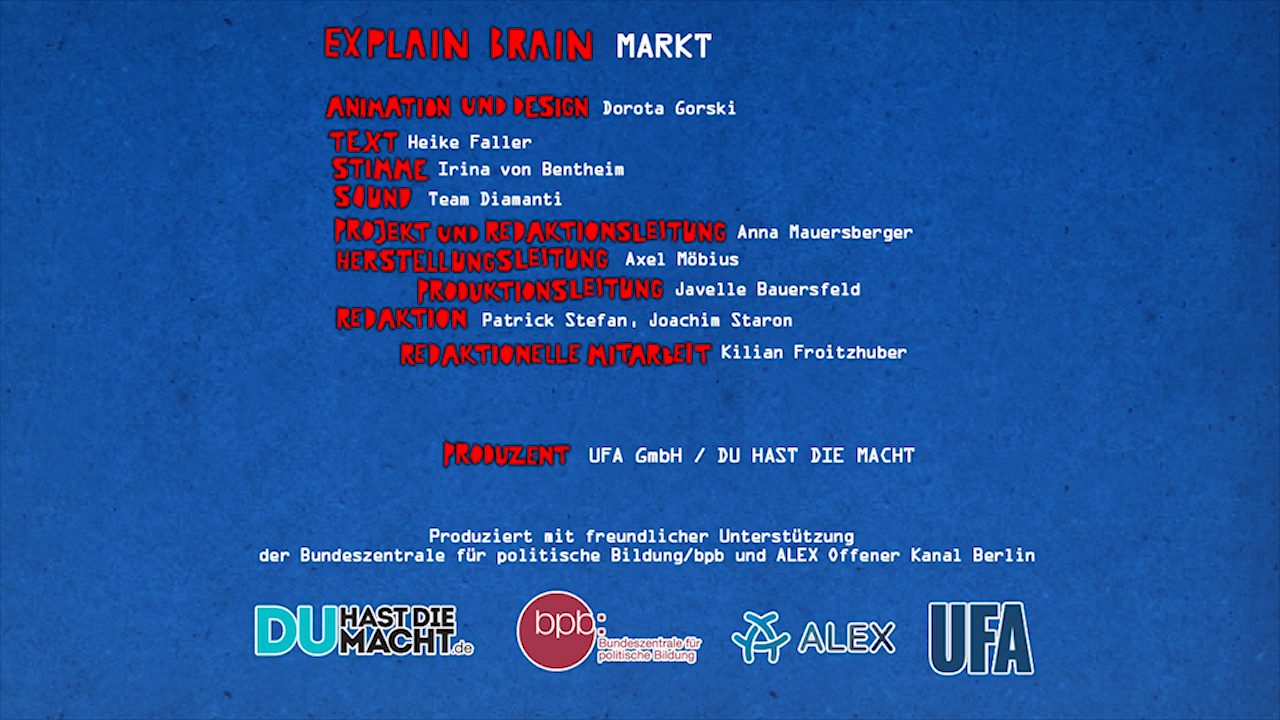 EXPLAIN BRAIN MARKT
ANIMATION UND DESIGN Dorota Gorski
TEXT Heike Faller
STIMME Irina von Bentheim
SOUND Team Diamanti
PROJEKT UND REDAKTIONSLEITUNG Anna Mauersberger
HERSTELLUNGSLEITUNG Axel Möbius
PRODUKTIONSLEITUNG Javelle Bauersfeld
REDAKTION Patrick Stefan, Joachim Staron
REDAKTIONELLE MITARBEIT Kilian Froitzhuber
PRODUZENT UFA GmbH / DU HAST DIE MACHT
Produziert mit freundlicher Unterstützung
der Bundeszentrale für politische Bildung/bpb und ALEX Offener Kanal Berlin
DU HAST DIE
MACHT.de
bpb:
Bundeszentrale für
politische Bildung
ALEX
UFA